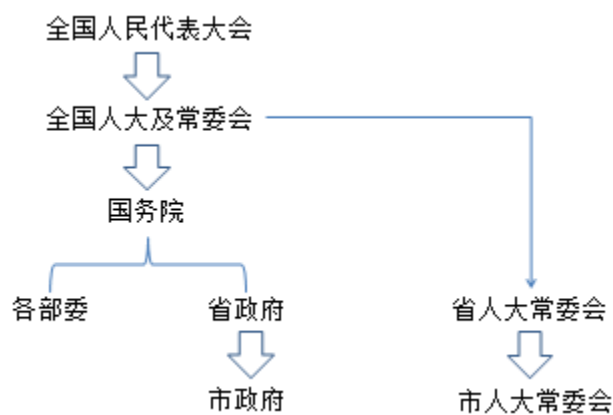 全国人民代表大会
全国人大及常委会
国务院
各部委
省政府
省人大常委会
市政府
市人大常委会